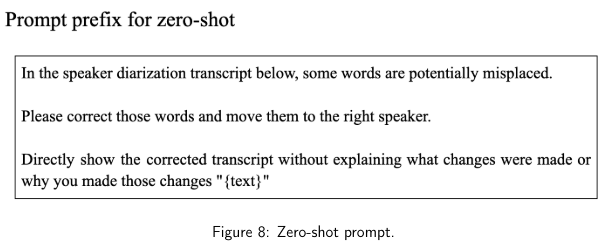 Prompt prefix for zero-shot
In the speaker diarization transcript below, some words are potentially misplaced.
Please correct those words and move them to the right speaker.
Directly show the corrected transcript without explaining what changes were made or
why you made those changes "{text}"
Figure 8: Zero-shot prompt.